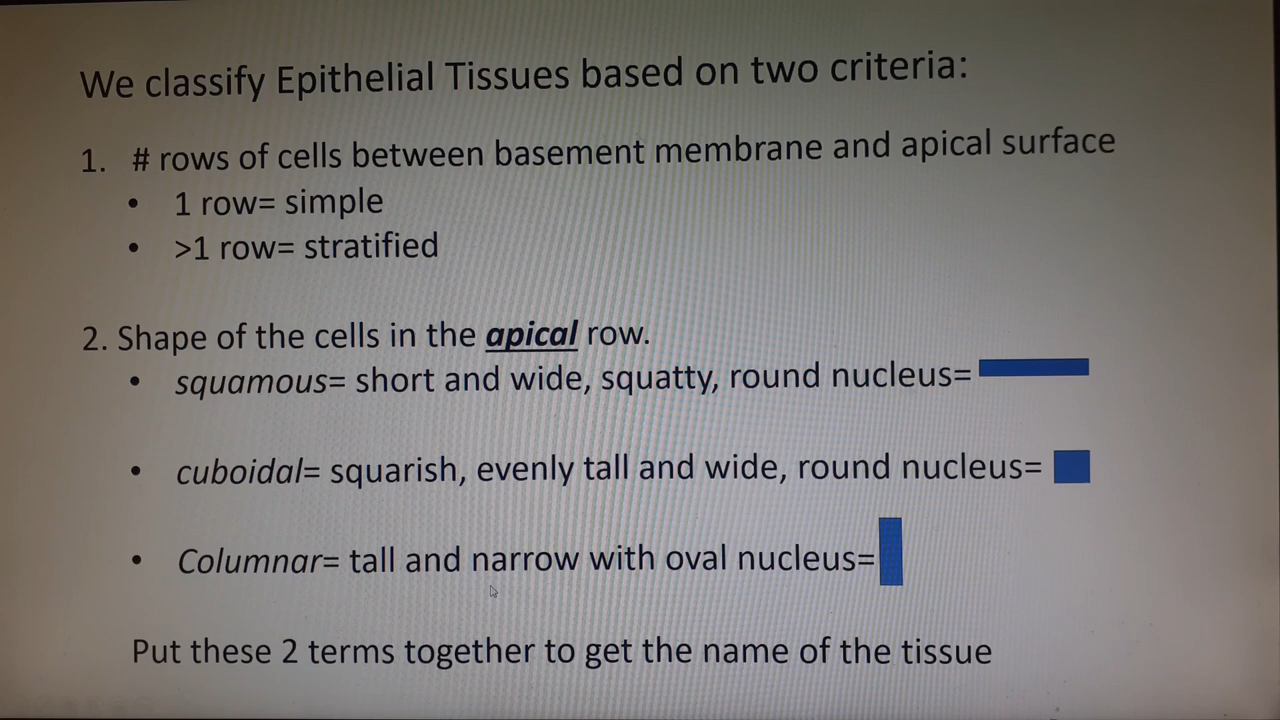 We classify Epithelial Tissues based on two criteria:
1. # rows of cells between basement membrane and apical surface
• 1 row= simple
• >1 row= stratified
2. Shape of the cells in the apical row.
• squamous= short and wide, squatty, round nucleus=
• cuboidal= squarish, evenly tall and wide, round nucleus=
• Columnar= tall and narrow with oval nucleus=
Put these 2 terms together to get the name of the tissue